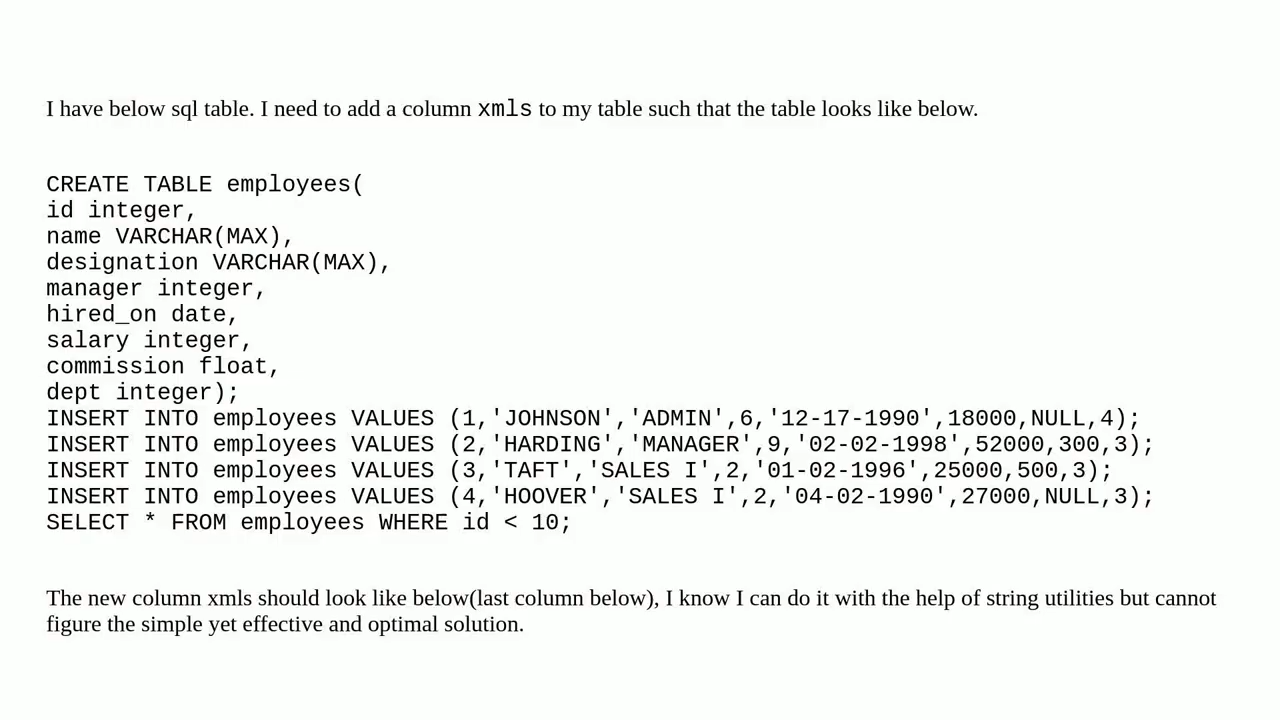 I have below sql table. I need to add a column xmls to my table such that the table looks like below.
CREATE TABLE employees(
id integer,
name VARCHAR(MAX),
designation VARCHAR(MAX),
manager integer,
hired_on date,
salary integer,
commission float,
dept integer);
INSERT INTO employees VALUES (1,'JOHNSON','ADMIN',6,'12-17-1990',18000,NULL,4);
INSERT INTO employees VALUES (2,'HARDING','MANAGER',9,'02-02-1998',52000,300,3);
INSERT INTO employees VALUES (3,'TAFT','SALES I',2,'01-02-1996',25000,500,3);
INSERT INTO employees VALUES (4,'HOOVER','SALES I',2,'04-02-1990',27000,NULL,3);
SELECT * FROM employees WHERE id < 10;
The new column xmls should look like below(last column below), I know I can do it with the help of string utilities but cannot
figure the simple yet effective and optimal solution.